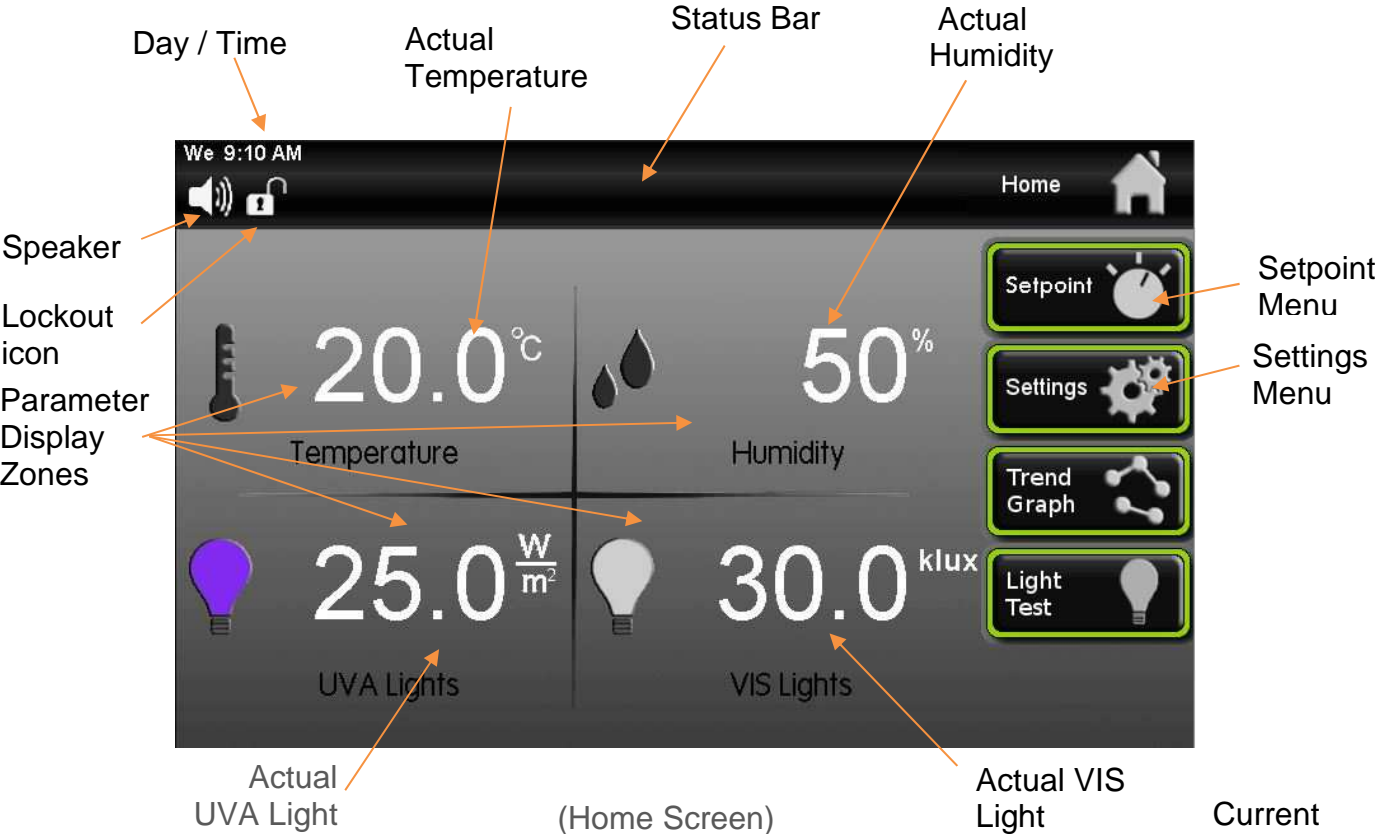 Day / Time
Actual
Temperature
Status Bar
Actual
Humidity
We 9:10 AM
Home
Speaker
Lockout
icon
Parameter
Display
Zones
Setpoint
Setpoint
Menu
20.0 °C
50 %
Settings
Settings
Menu
Temperature
Humidity
Trend
Graph
25.0 W/m²
30.0 klux
Light
Test
UVA Lights
VIS Lights
Actual
UVA Light
(Home Screen)
Actual VIS
Light
Current